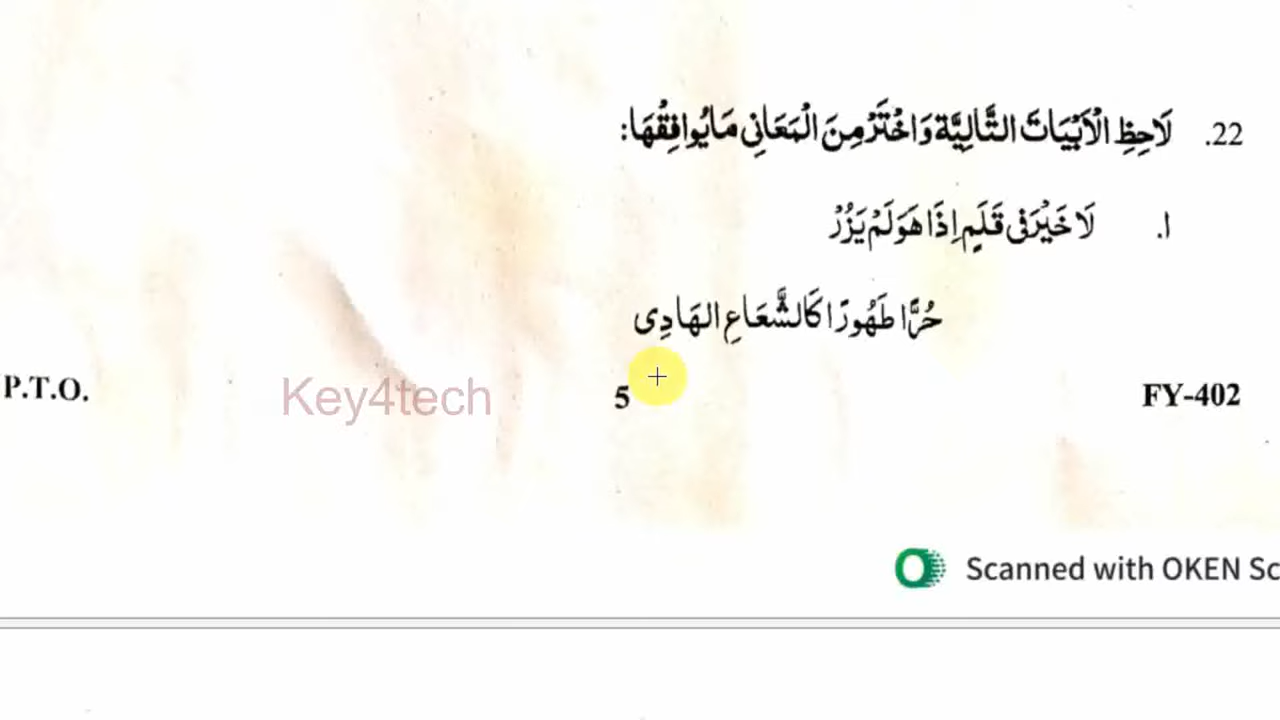 22. لَاحِظِ الْأَبْيَاتَ التَّالِيَّةَ وَاخْتَرْ مِنَ الْمَعَانِي مَا يُوَافِقُهَا:
ا. لَا خَيْرَ فِى قَلَمٍ إِذَا هَوَ لَمْ يَزُرْ
حُرًّا طَهُورًا كَالشَّعَاعِ الهَادِى
P.T.O. Key4tech 5 FY-402
Scanned with OKEN Sc